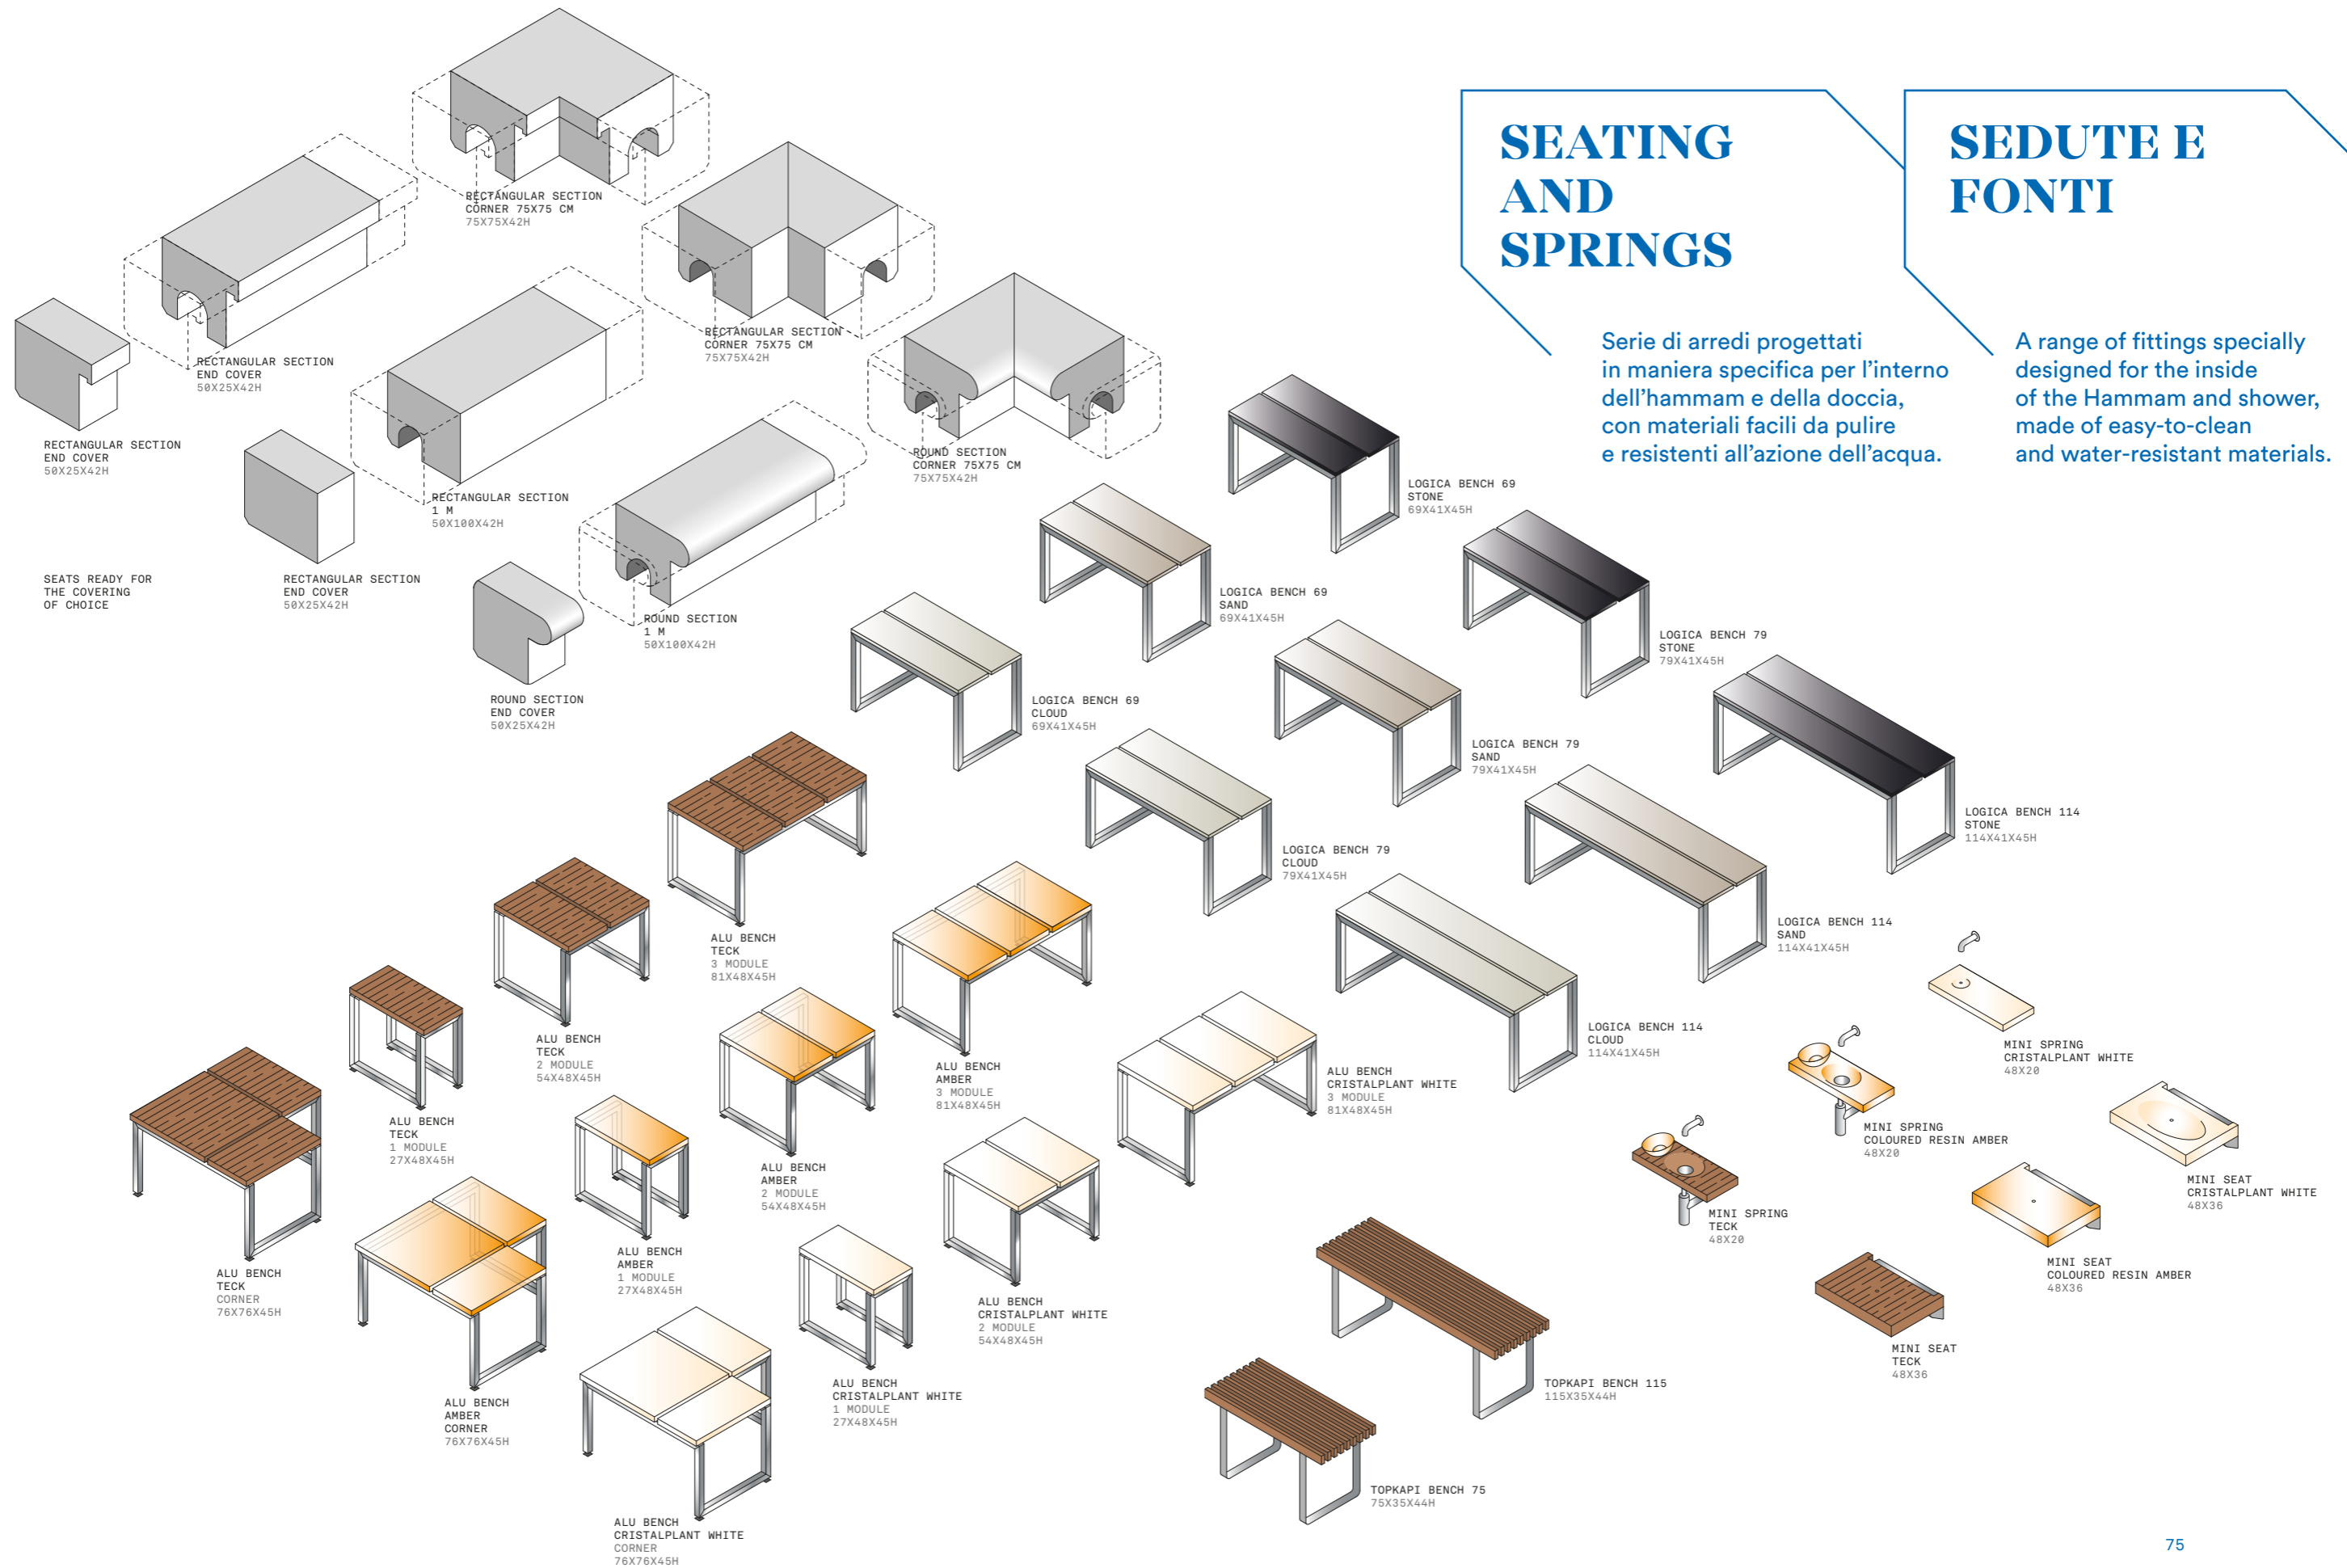 SEATING
AND
SPRINGS
SEDUTE E
FONTI
Serie di arredi progettati
in maniera specifica per l'interno
dell'hammam e della doccia,
con materiali facili da pulire
e resistenti all'azione dell'acqua.
A range of fittings specially
designed for the inside
of the Hammam and shower,
made of easy-to-clean
and water-resistant materials.
RECTANGULAR SECTION
CORNER 75X75 CM
75X75X42H
RECTANGULAR SECTION
CORNER 75X75 CM
75X75X42H
RECTANGULAR SECTION
END COVER
50X25X42H
RECTANGULAR SECTION
END COVER
50X25X42H
ROUND SECTION
CORNER 75X75 CM
75X75X42H
RECTANGULAR SECTION
1 M
50X100X42H
SEATS READY FOR
THE COVERING
OF CHOICE
RECTANGULAR SECTION
END COVER
50X25X42H
ROUND SECTION
1 M
50X100X42H
ROUND SECTION
END COVER
50X25X42H
LOGICA BENCH 69
STONE
69X41X45H
LOGICA BENCH 69
SAND
69X41X45H
LOGICA BENCH 69
CLOUD
69X41X45H
LOGICA BENCH 79
STONE
79X41X45H
LOGICA BENCH 79
SAND
79X41X45H
LOGICA BENCH 79
CLOUD
79X41X45H
LOGICA BENCH 114
STONE
114X41X45H
LOGICA BENCH 114
SAND
114X41X45H
LOGICA BENCH 114
CLOUD
114X41X45H
ALU BENCH
TECK
3 MODULE
81X48X45H
ALU BENCH
TECK
2 MODULE
54X48X45H
ALU BENCH
TECK
1 MODULE
27X48X45H
ALU BENCH
TECK
CORNER
76X76X45H
ALU BENCH
AMBER
3 MODULE
81X48X45H
ALU BENCH
AMBER
2 MODULE
54X48X45H
ALU BENCH
AMBER
1 MODULE
27X48X45H
ALU BENCH
AMBER
CORNER
76X76X45H
ALU BENCH
CRISTALPLANT WHITE
3 MODULE
81X48X45H
ALU BENCH
CRISTALPLANT WHITE
2 MODULE
54X48X45H
ALU BENCH
CRISTALPLANT WHITE
1 MODULE
27X48X45H
ALU BENCH
CRISTALPLANT WHITE
CORNER
76X76X45H
MINI SPRING
CRISTALPLANT WHITE
48X20
MINI SPRING
COLOURED RESIN AMBER
48X20
MINI SPRING
TECK
48X20
MINI SEAT
CRISTALPLANT WHITE
48X36
MINI SEAT
COLOURED RESIN AMBER
48X36
MINI SEAT
TECK
48X36
TOPKAPI BENCH 115
115X35X44H
TOPKAPI BENCH 75
75X35X44H
75